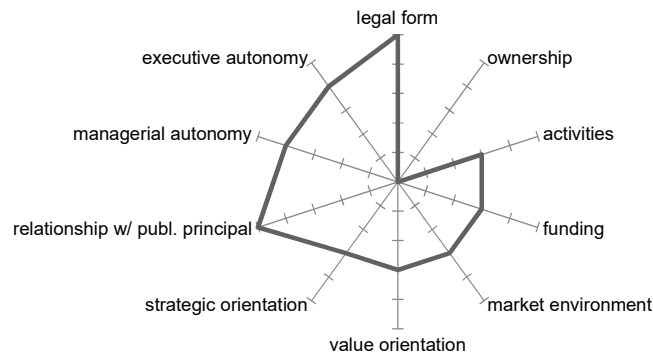 legal form
executive autonomy
ownership
managerial autonomy
activities
relationship w/ publ. principal
funding
strategic orientation
market environment
value orientation